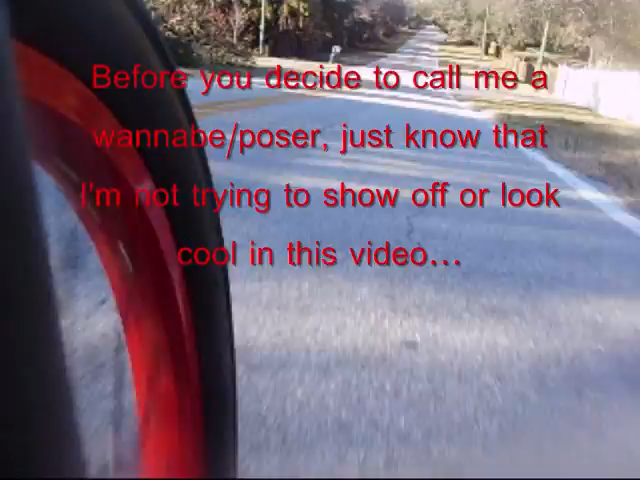 Before you decide to call me a
wannabe/poser, just know that
I'm not trying to show off or look
cool in this video...